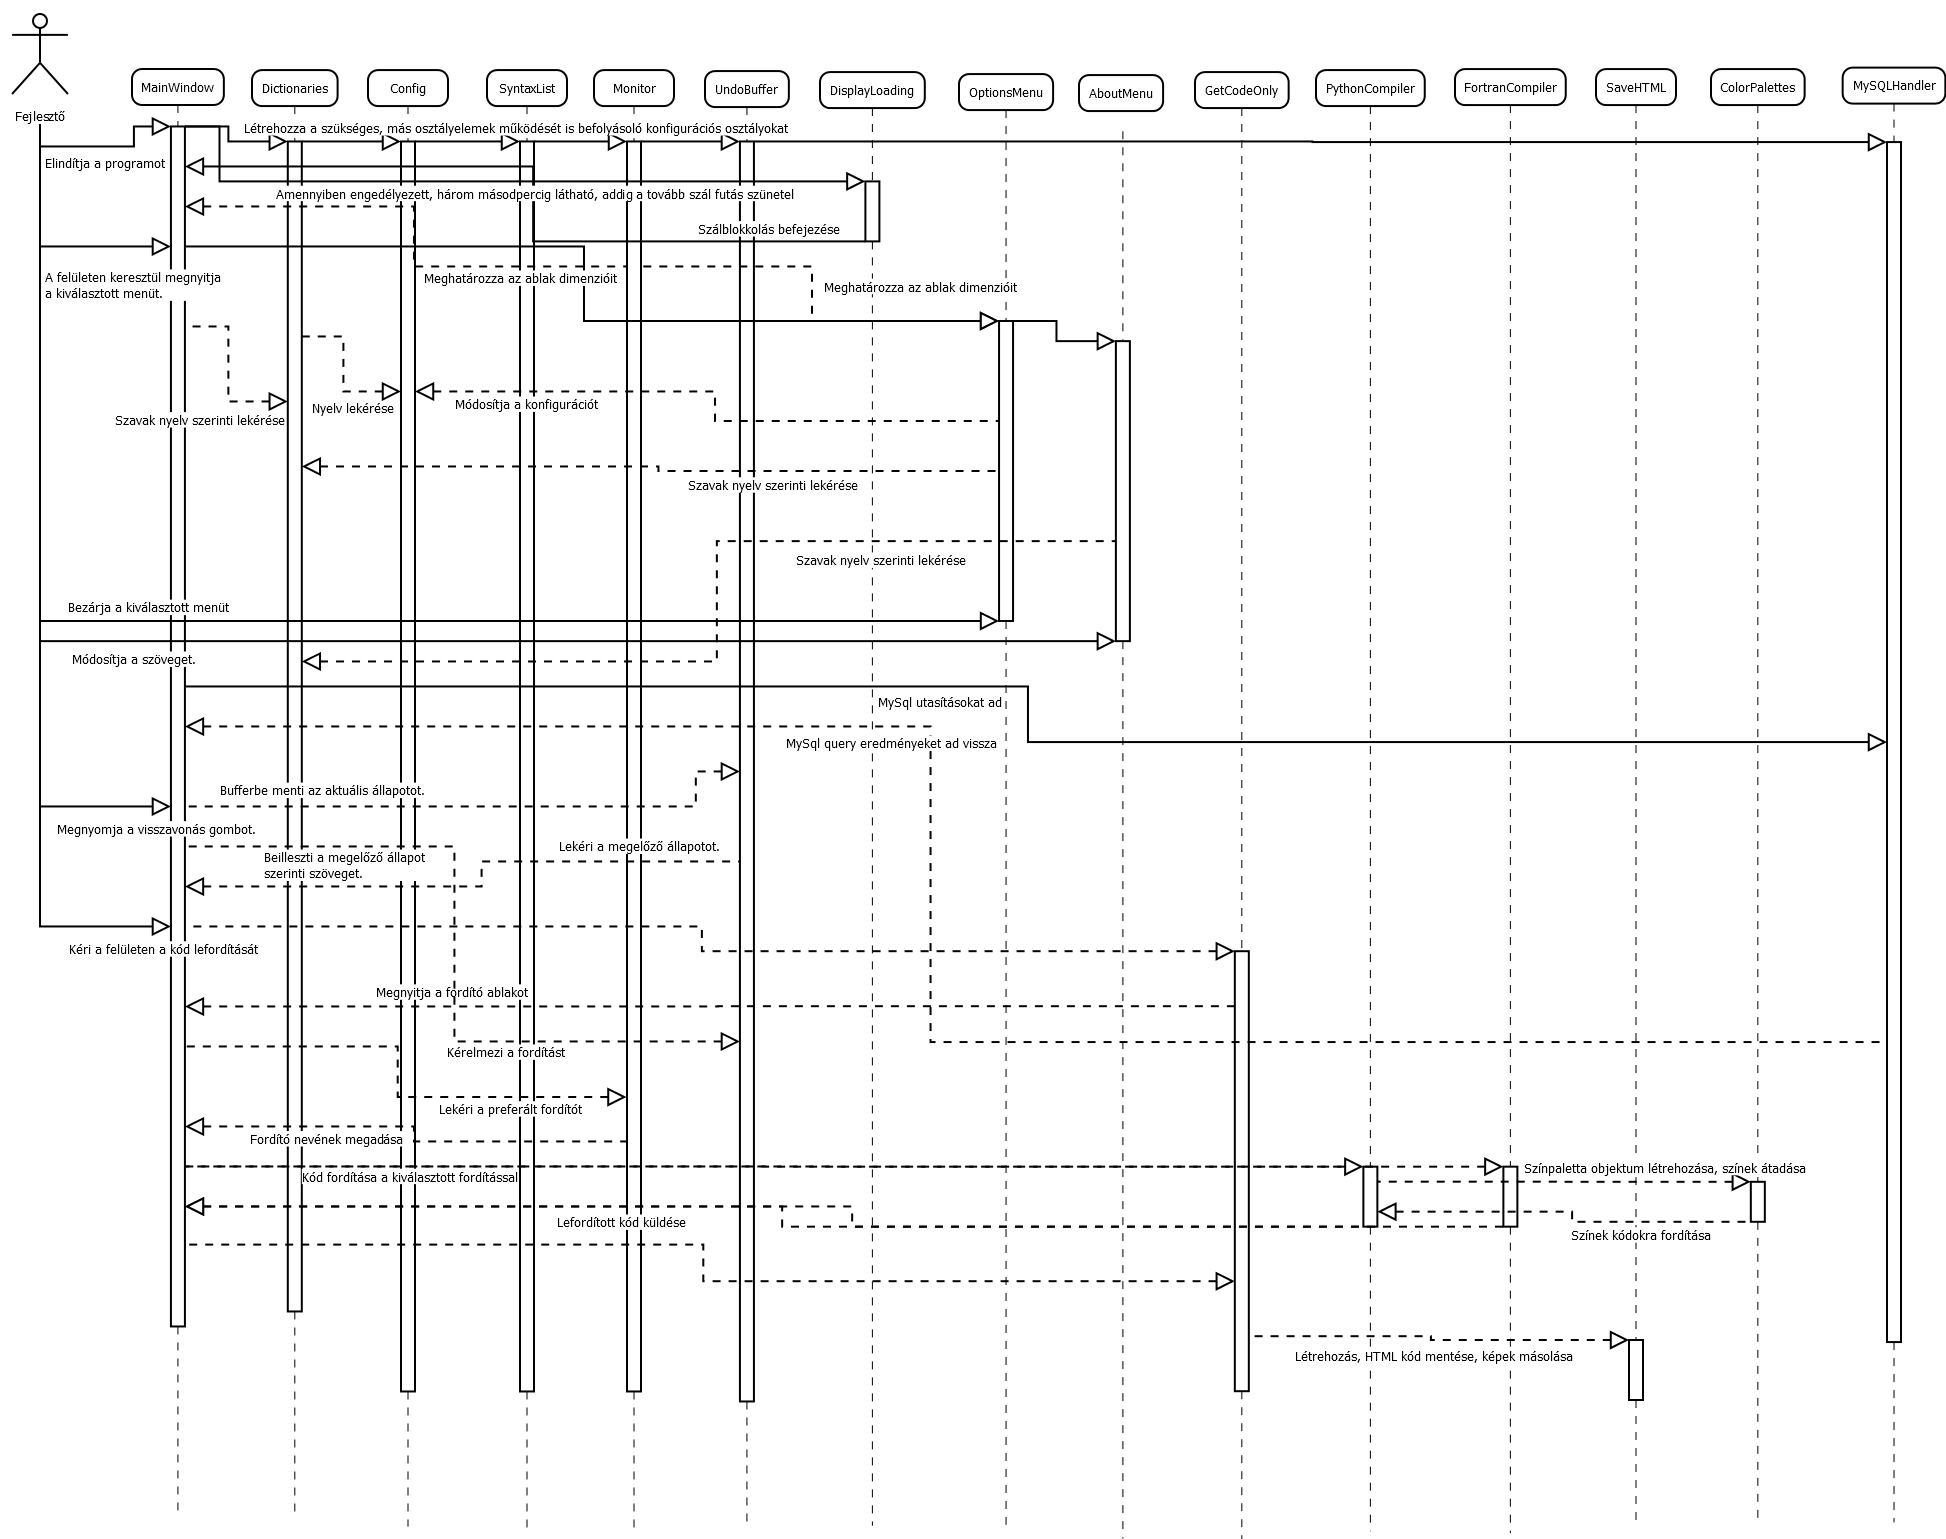 MainWindow
Dictionaries
Config
SyntaxList
Monitor
UndoBuffer
DisplayLoading
OptionsMenu
AboutMenu
GetCodeOnly
PythonCompiler
FortranCompiler
SaveHTML
ColorPalettes
MySQLHandler
Fejlesztő
Létrehozza a szükséges, más osztályelemek működését is befolyásoló konfigurációs osztályokat
Elindítja a programot
Amennyiben engedélyezett, három másodpercig látható, addig a tovább szál futás szünetel
Szálblokkolás befejezése
A felületen keresztül megnyitja
a kiválasztott menüt.
Meghatározza az ablak dimenzióit
Meghatározza az ablak dimenzióit
Szavak nyelv szerinti lekérése
Nyelv lekérése
Módosítja a konfigurációt
Szavak nyelv szerinti lekérése
Szavak nyelv szerinti lekérése
Bezárja a kiválasztott menüt
Módosítja a szöveget.
MySql utasításokat ad
MySql query eredményeket ad vissza
Bufferbe menti az aktuális állapotot.
Megnyomja a visszavonás gombot.
Lekéri a megelőző állapotot.
Beilleszti a megelőző állapot
szerinti szöveget.
Kéri a felületen a kód lefordítását
Megnyitja a fordító ablakot
Kérelmezi a fordítást
Lekéri a preferált fordítót
Fordító nevének megadása
Színpaletta objektum létrehozása, színek átadása
Kód fordítása a kiválasztott fordítással
Lefordított kód küldése
Színek kódokra fordítása
Létrehozás, HTML kód mentése, képek másolása